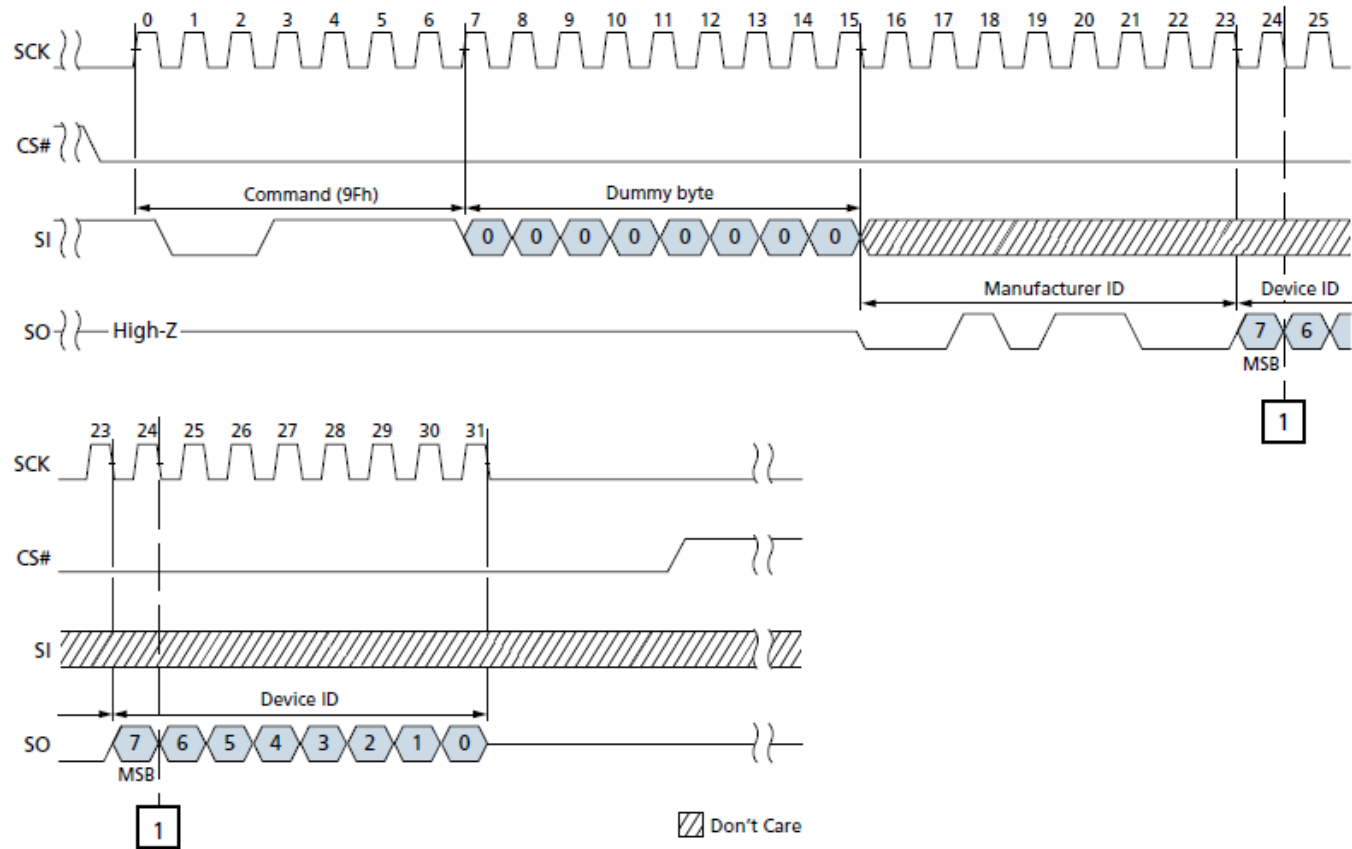 0 1 2 3 4 5 6 7 8 9 10 11 12 13 14 15 16 17 18 19 20 21 22 23 24 25
SCK
CS#
Command (9Fh) Dummy byte
SI 0 0 0 0 0 0 0 0
Manufacturer ID Device ID
SO High-Z 7 6
MSB
1
23 24 25 26 27 28 29 30 31
SCK
CS#
SI
Device ID
SO 7 6 5 4 3 2 1 0
MSB
1
Don't Care